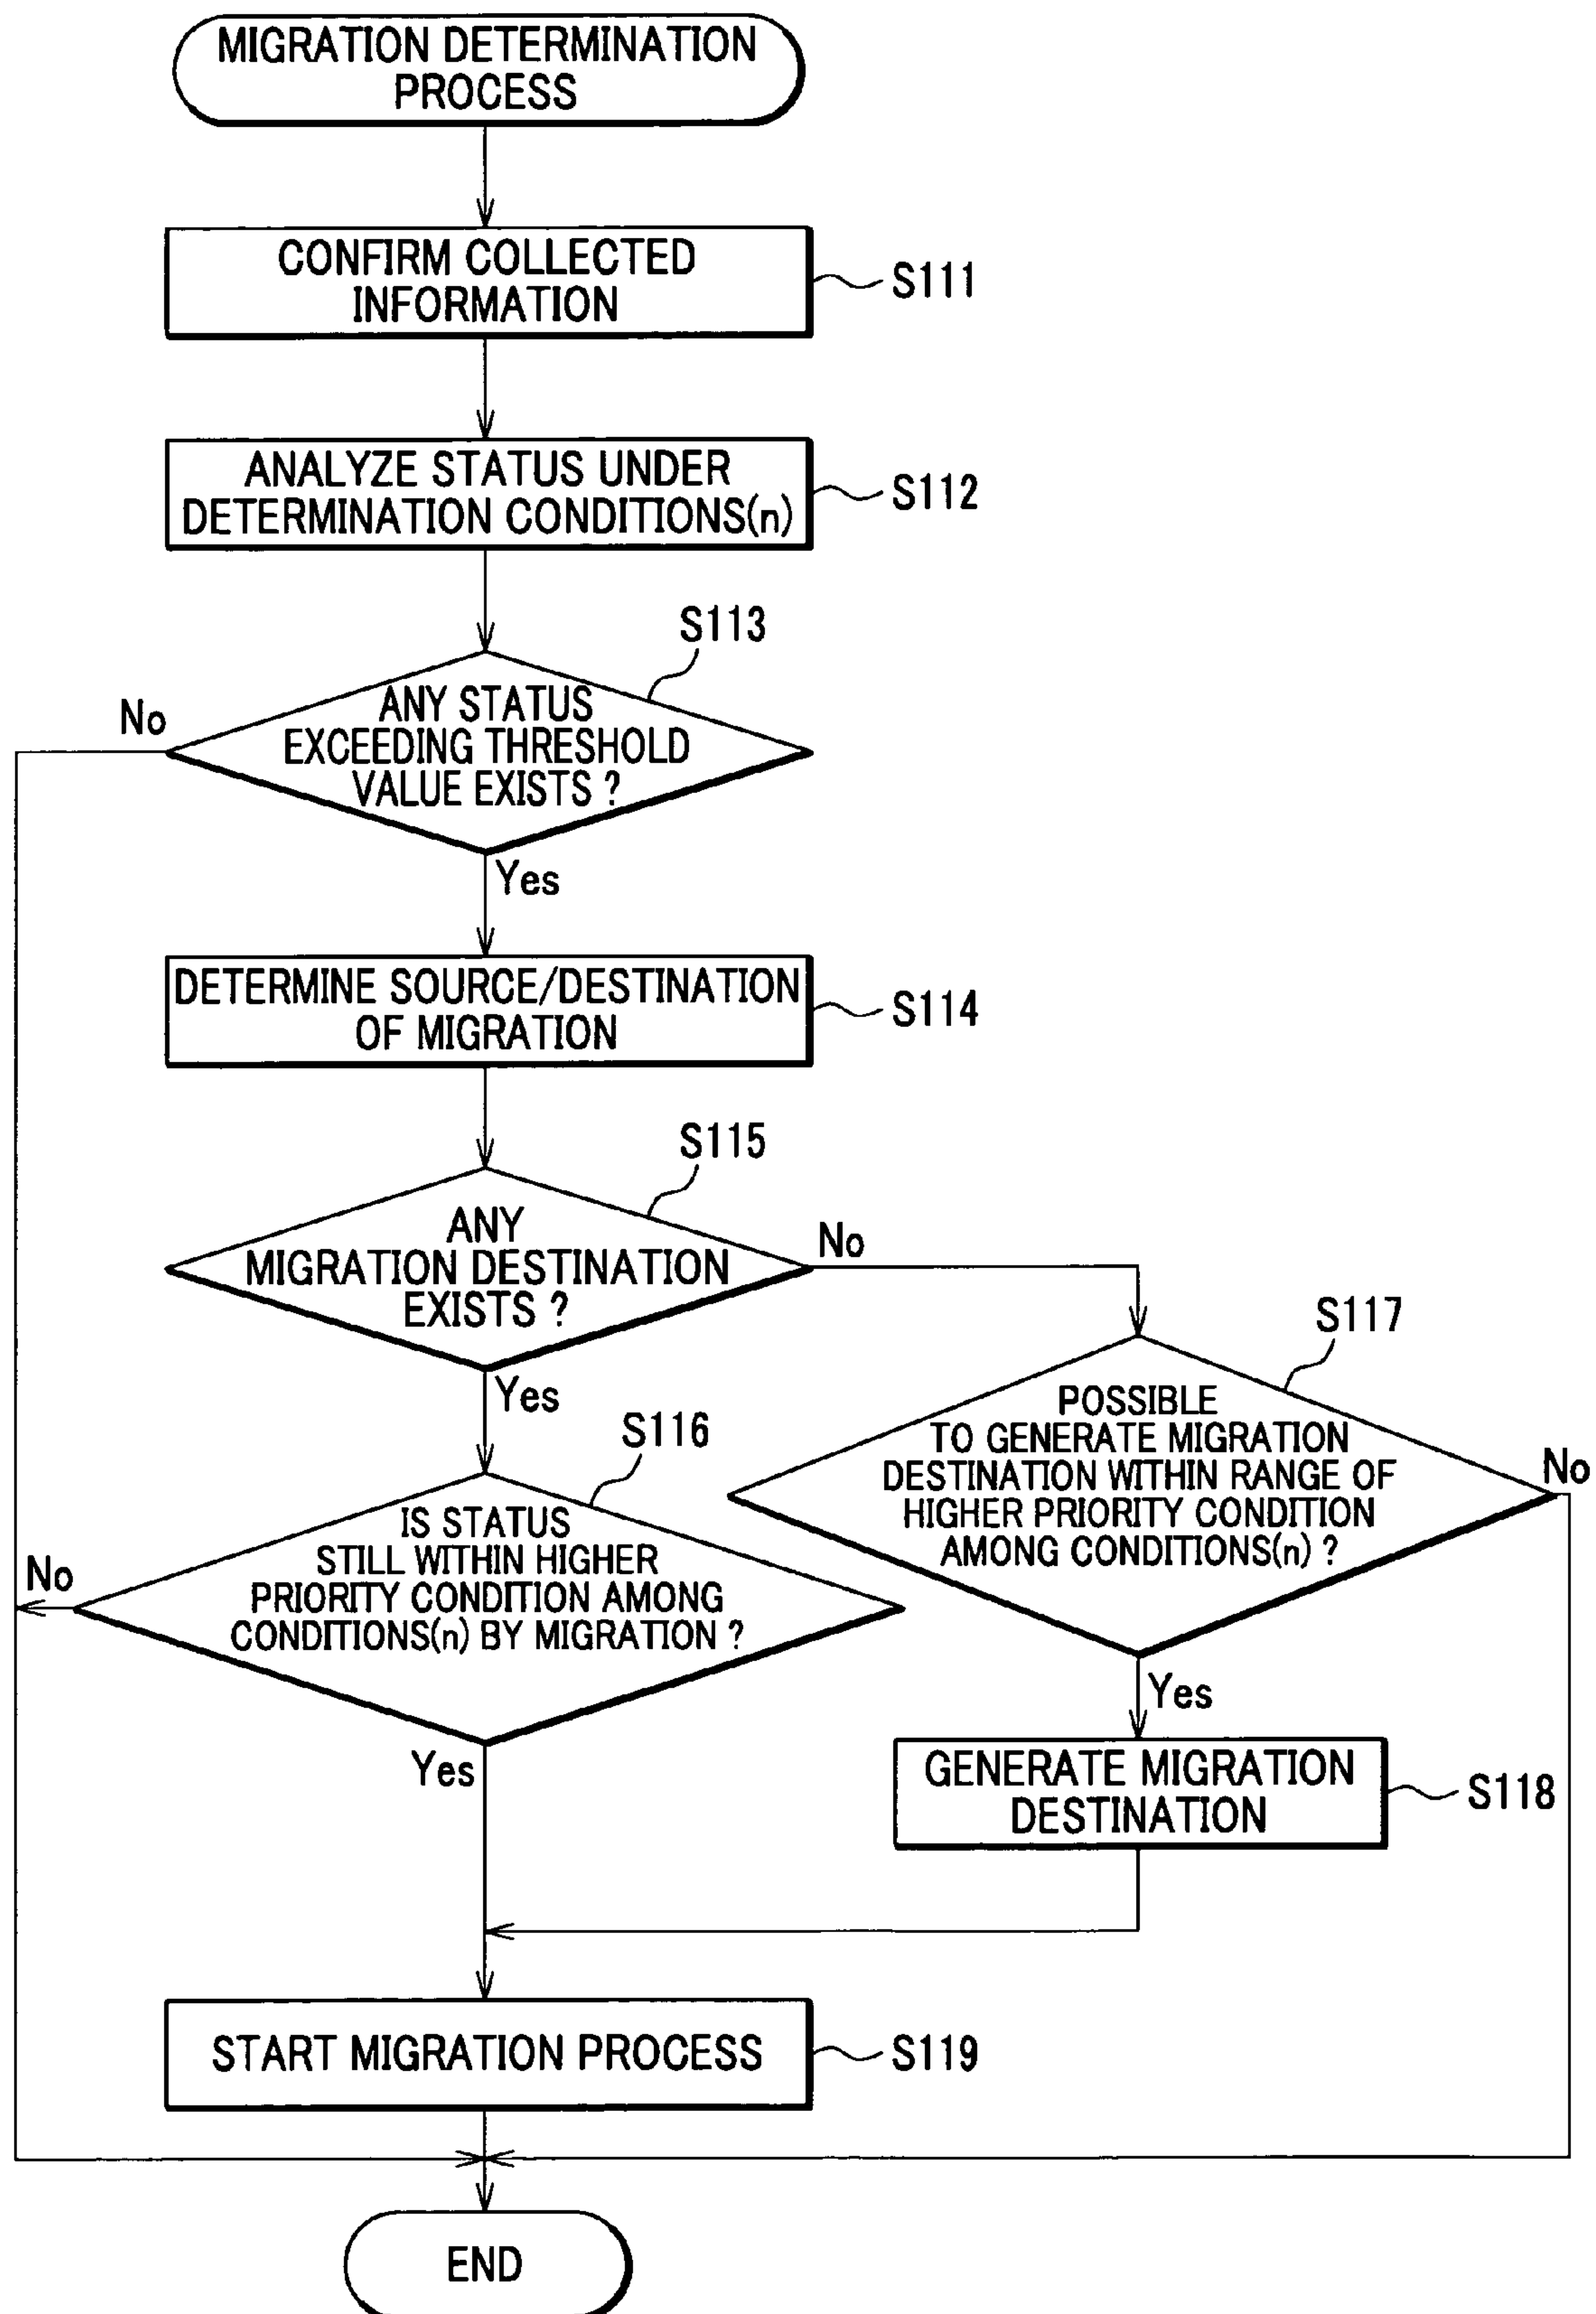 MIGRATION DETERMINATION
PROCESS
CONFIRM COLLECTED
INFORMATION
S111
ANALYZE STATUS UNDER
DETERMINATION CONDITIONS(n)
S112
S113
ANY STATUS
EXCEEDING THRESHOLD
VALUE EXISTS ?
No
Yes
DETERMINE SOURCE/DESTINATION
OF MIGRATION
S114
S115
ANY
MIGRATION DESTINATION
EXISTS ?
No
Yes
S116
IS STATUS
STILL WITHIN HIGHER
PRIORITY CONDITION AMONG
CONDITIONS(n) BY MIGRATION ?
No
Yes
S117
POSSIBLE
TO GENERATE MIGRATION
DESTINATION WITHIN RANGE OF
HIGHER PRIORITY CONDITION
AMONG CONDITIONS(n) ?
No
Yes
GENERATE MIGRATION
DESTINATION
S118
START MIGRATION PROCESS
S119
END